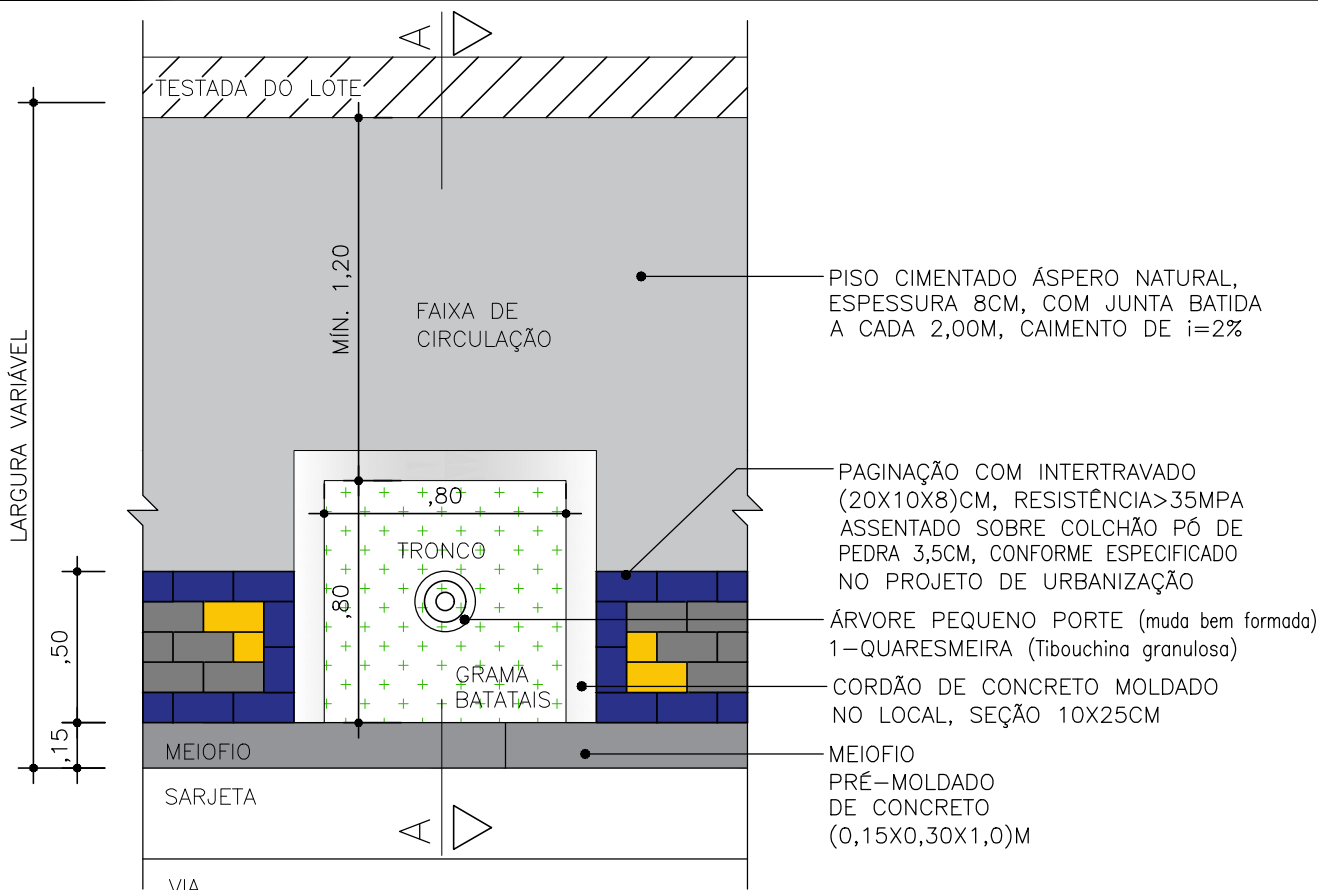 A
TESTADA DO LOTE
LARGURA VARIÁVEL
MÍN. 1,20
FAIXA DE
CIRCULAÇÃO
PISO CIMENTADO ÁSPERO NATURAL,
ESPESSURA 8CM, COM JUNTA BATIDA
A CADA 2,00M, CAIMENTO DE i=2%
,80
TRONCO
,80
GRAMA
BATATAIS
,50
,15
PAGINAÇÃO COM INTERTRAVADO
(20X10X8)CM, RESISTÊNCIA>35MPA
ASSENTADO SOBRE COLCHÃO PÓ DE
PEDRA 3,5CM, CONFORME ESPECIFICADO
NO PROJETO DE URBANIZAÇÃO
ÁRVORE PEQUENO PORTE (muda bem formada)
1-QUARESMEIRA (Tibouchina granulosa)
CORDÃO DE CONCRETO MOLDADO
NO LOCAL, SEÇÃO 10X25CM
MEIOFIO
MEIOFIO
PRÉ-MOLDADO
DE CONCRETO
(0,15X0,30X1,0)M
SARJETA
A
VIA